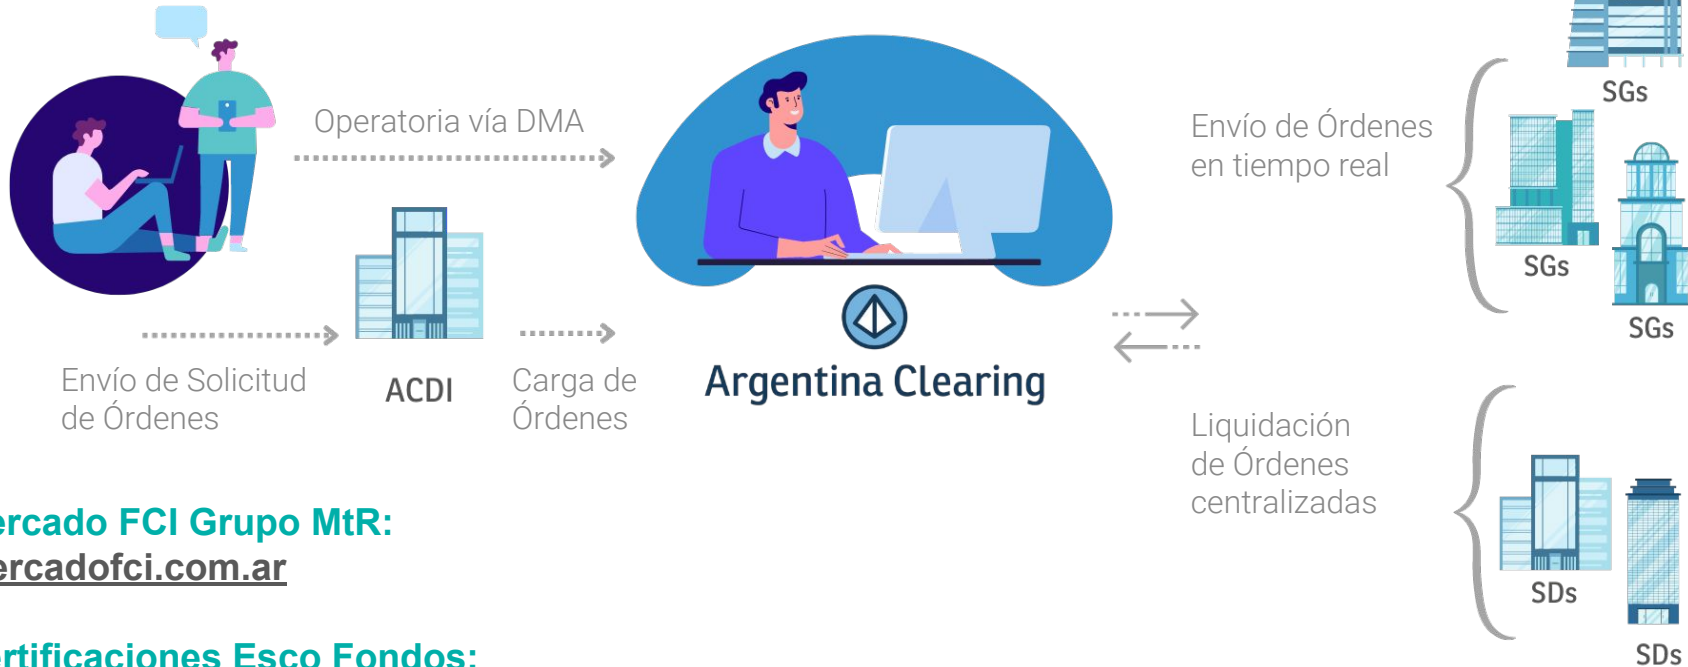 Operatoria vía DMA
Envío de Solicitud
de Órdenes
ACDI
Carga de
Órdenes
Argentina Clearing
Envío de Órdenes
en tiempo real
SGs
SGs
SGs
Liquidación
de Órdenes
centralizadas
SDs
SDs
ercado FCI Grupo MtR:
ercadofci.com.ar
ertificaciones Esco Fondos: